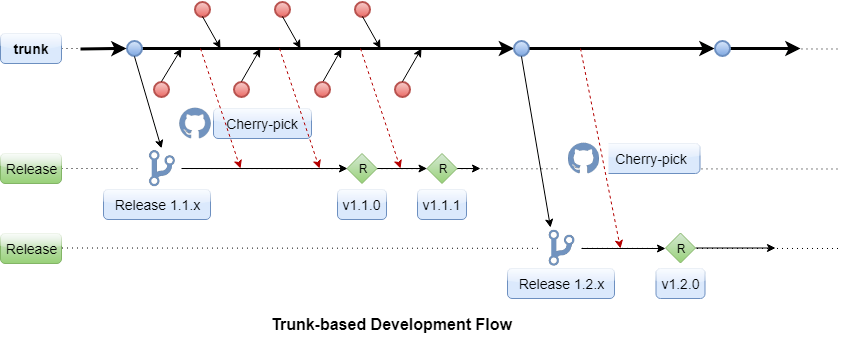 trunk
Cherry-pick
Cherry-pick
Release
R
R
Release 1.1.x
v1.1.0
v1.1.1
Release
R
Release 1.2.x
v1.2.0
Trunk-based Development Flow